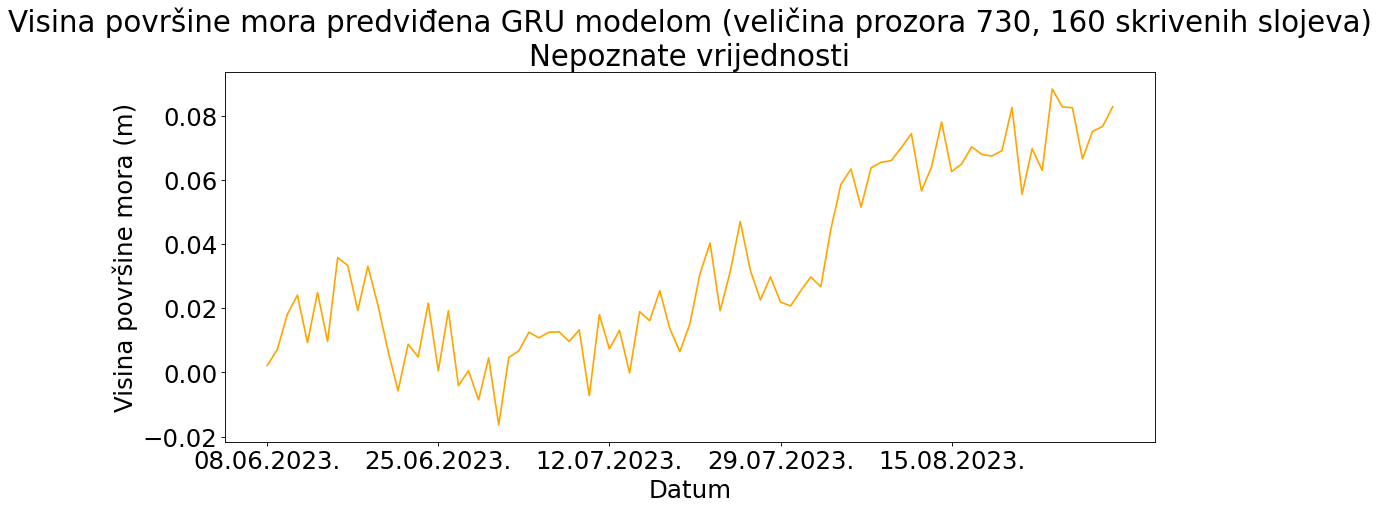 Visina površine mora predviđena GRU modelom (veličina prozora 730, 160 skrivenih slojeva)
Nepoznate vrijednosti
Visina površine mora (m)
0.08
0.06
0.04
0.02
0.00
−0.02
08.06.2023. 25.06.2023. 12.07.2023. 29.07.2023. 15.08.2023.
Datum